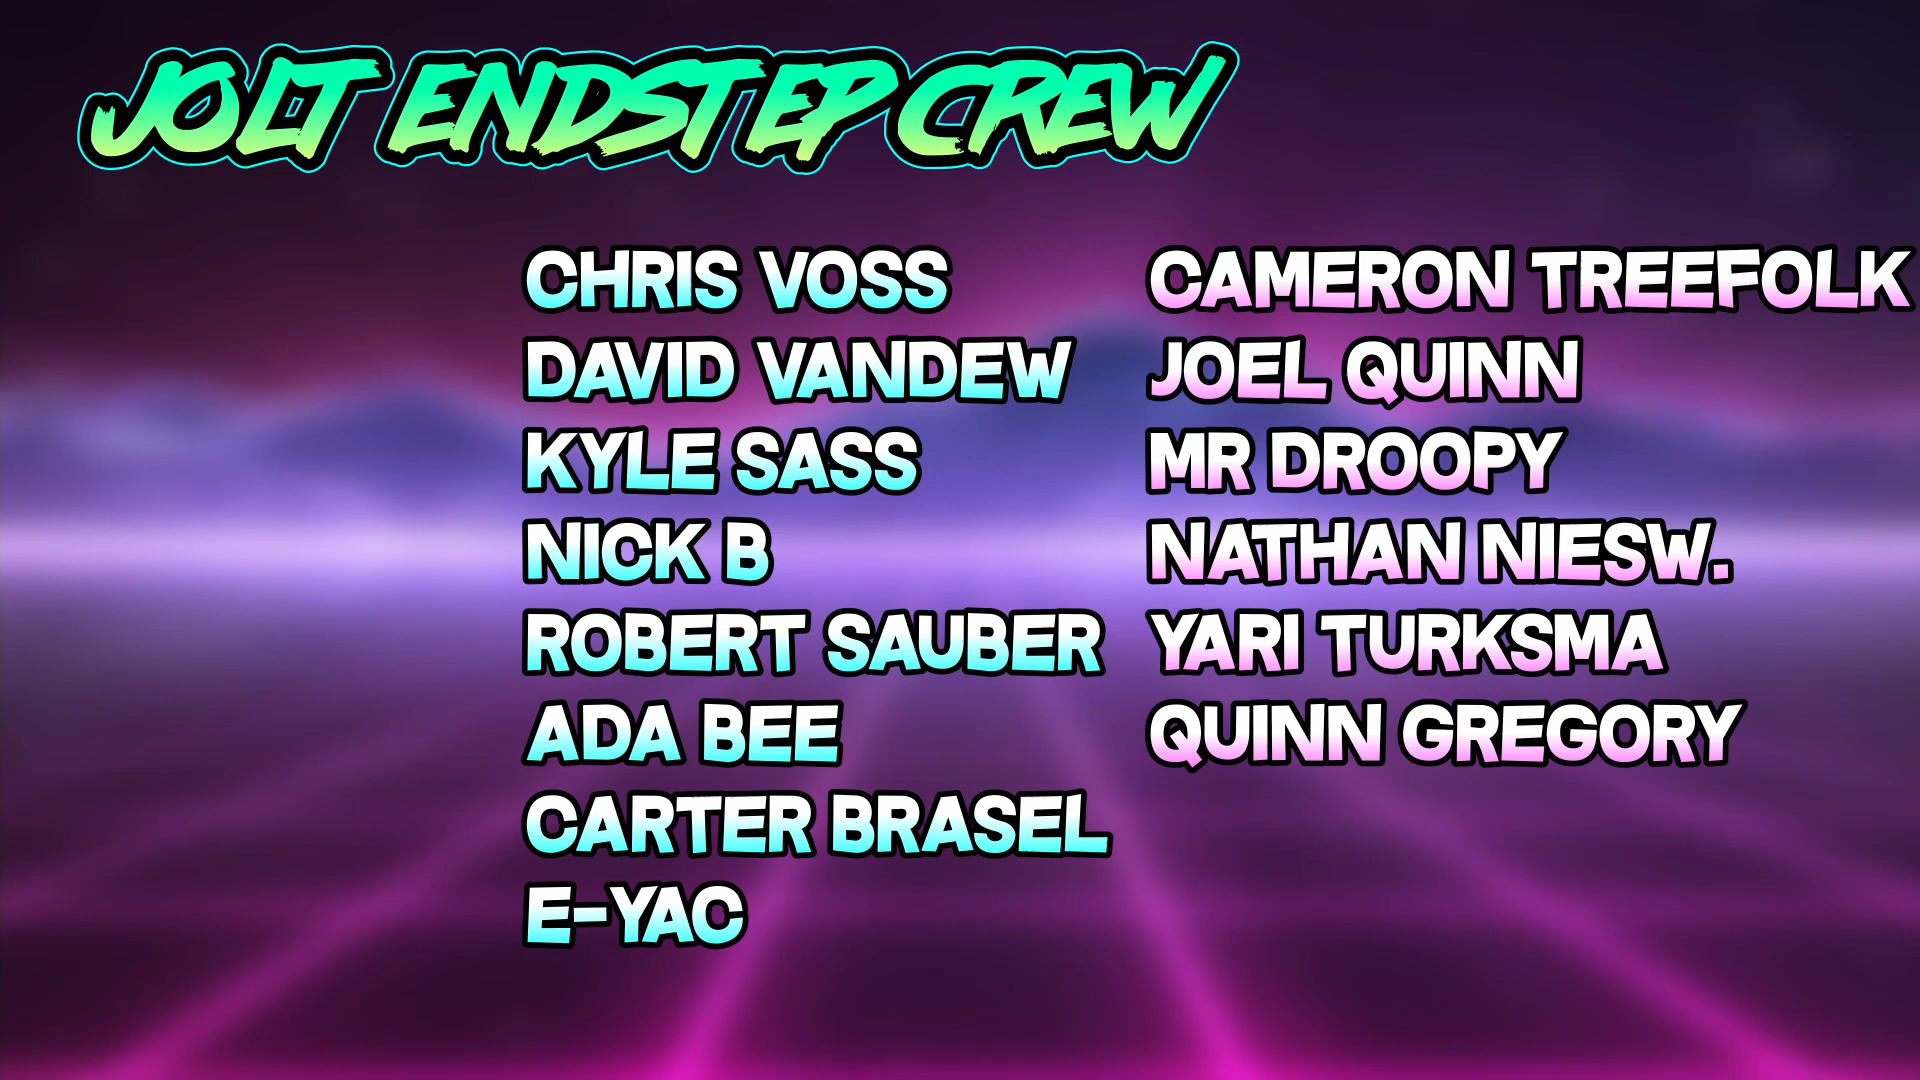 JOLT ENDSTEP CREW
CHRIS VOSS
DAVID VANDEW
KYLE SASS
NICK B
ROBERT SAUBER
ADA BEE
CARTER BRASEL
E-YAC
CAMERON TREEFOLK
JOEL QUINN
MR DROOPY
NATHAN NIESW.
YARI TURKSMA
QUINN GREGORY